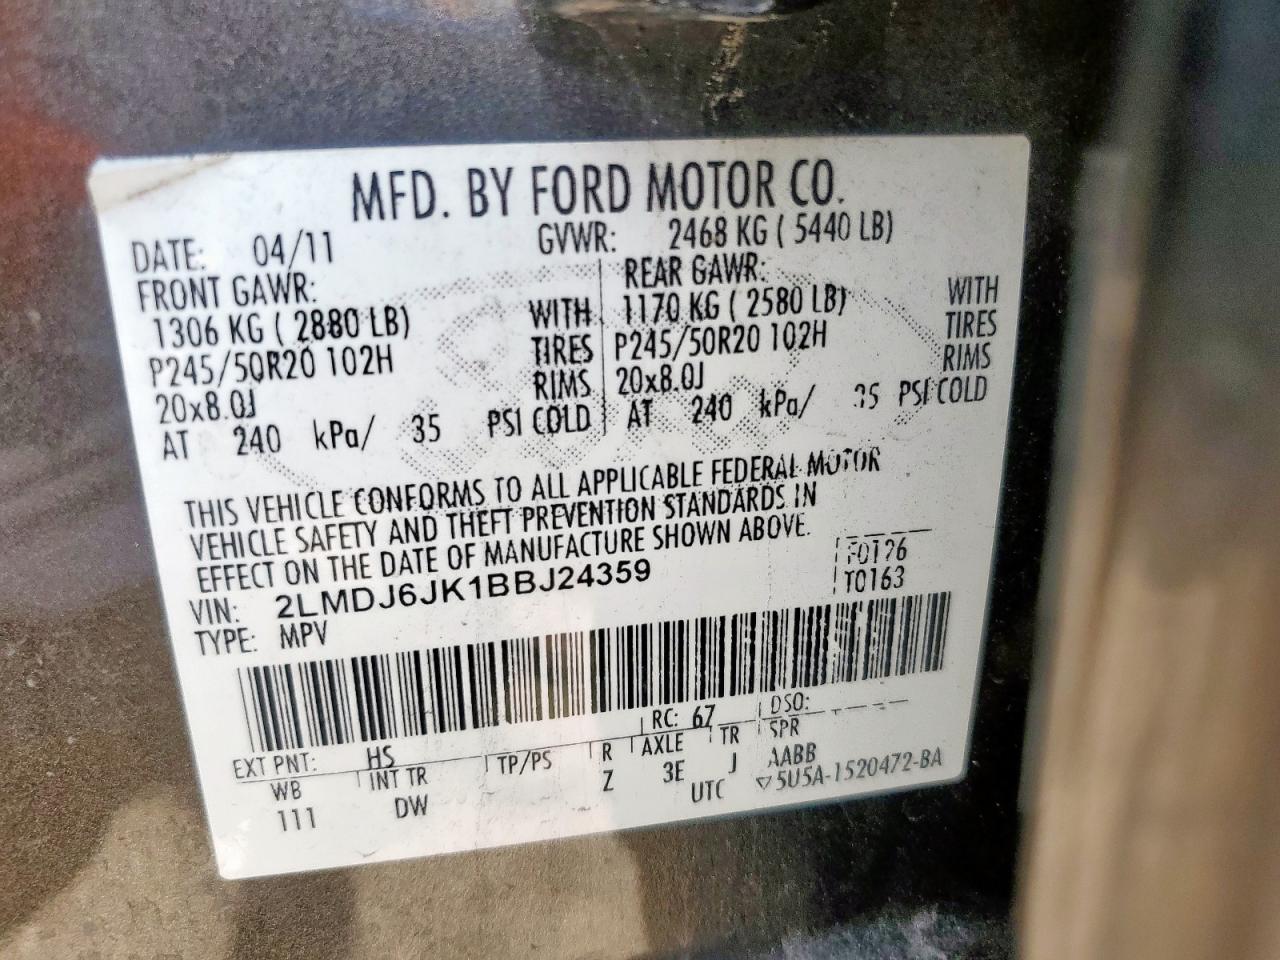 MFD. BY FORD MOTOR CO.
DATE: 04/11 GVWR: 2468 KG ( 5440 LB)
FRONT GAWR: REAR GAWR:
1306 KG ( 2880 LB) WITH 1170 KG ( 2580 LB) WITH
P245/50R20 102H TIRES P245/50R20 102H TIRES
20x8.0J RIMS 20x8.0J RIMS
AT 240 kPa/ 35 PSI COLD AT 240 kPa/ 35 PSI COLD
THIS VEHICLE CONFORMS TO ALL APPLICABLE FEDERAL MOTOR
VEHICLE SAFETY AND THEFT PREVENTION STANDARDS IN
EFFECT ON THE DATE OF MANUFACTURE SHOWN ABOVE.
VIN: 2LMDJ6JK1BBJ24359 F0126
TYPE: MPV T0163
EXT PNT: HS RC: 67 DSO:
WB INT TR TP/PS R AXLE TR SPR
111 DW Z 3E J AABB
UTC ▽5U5A-1520472-BA